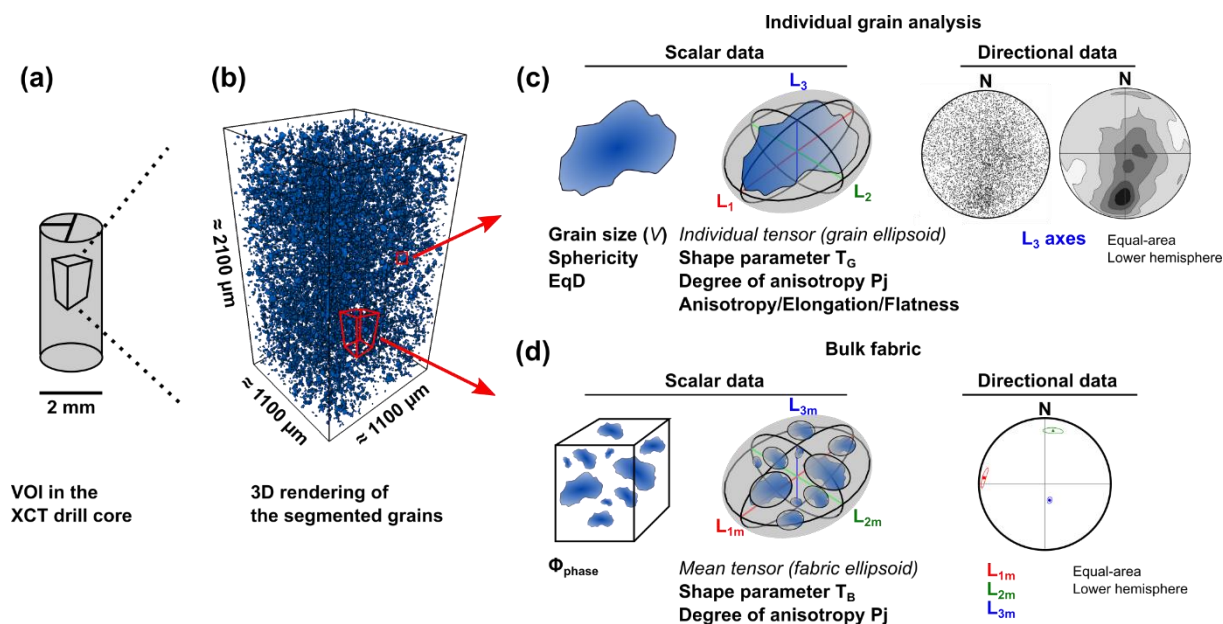 Individual grain analysis
(a)
(b)
(c)
Scalar data
Directional data
L3
L1
L2
N
N
≈ 2100 µm
≈ 1100 µm
≈ 1100 µm
2 mm
Grain size (V)
Sphericity
EqD
Individual tensor (grain ellipsoid)
Shape parameter TG
Degree of anisotropy Pj
Anisotropy/Elongation/Flatness
L3 axes
Equal-area
Lower hemisphere
VOI in the
XCT drill core
3D rendering of
the segmented grains
(d)
Bulk fabric
Scalar data
Directional data
L3m
L1m
L2m
N
Φphase
Mean tensor (fabric ellipsoid)
Shape parameter TB
Degree of anisotropy Pj
L1m
L2m
L3m
Equal-area
Lower hemisphere